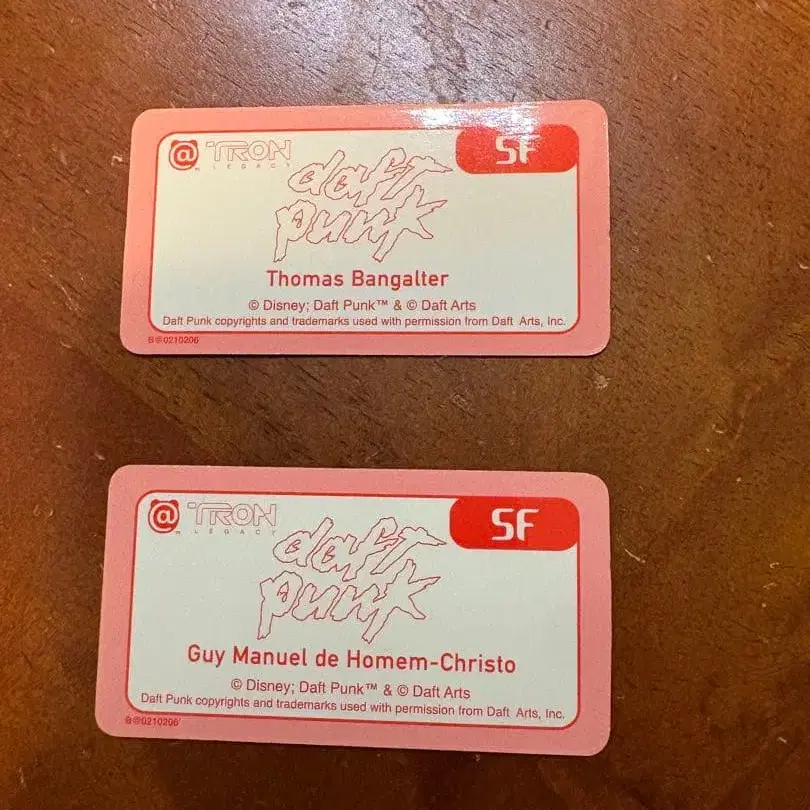 @ TRON SF
LEGACY
daft
punk
Thomas Bangalter
© Disney; Daft Punk™ & © Daft Arts
Daft Punk copyrights and trademarks used with permission from Daft Arts, Inc.
B@0210206
@ TRON SF
LEGACY
daft
punk
Guy Manuel de Homem-Christo
© Disney; Daft Punk™ & © Daft Arts
Daft Punk copyrights and trademarks used with permission from Daft Arts, Inc.
B@0210206